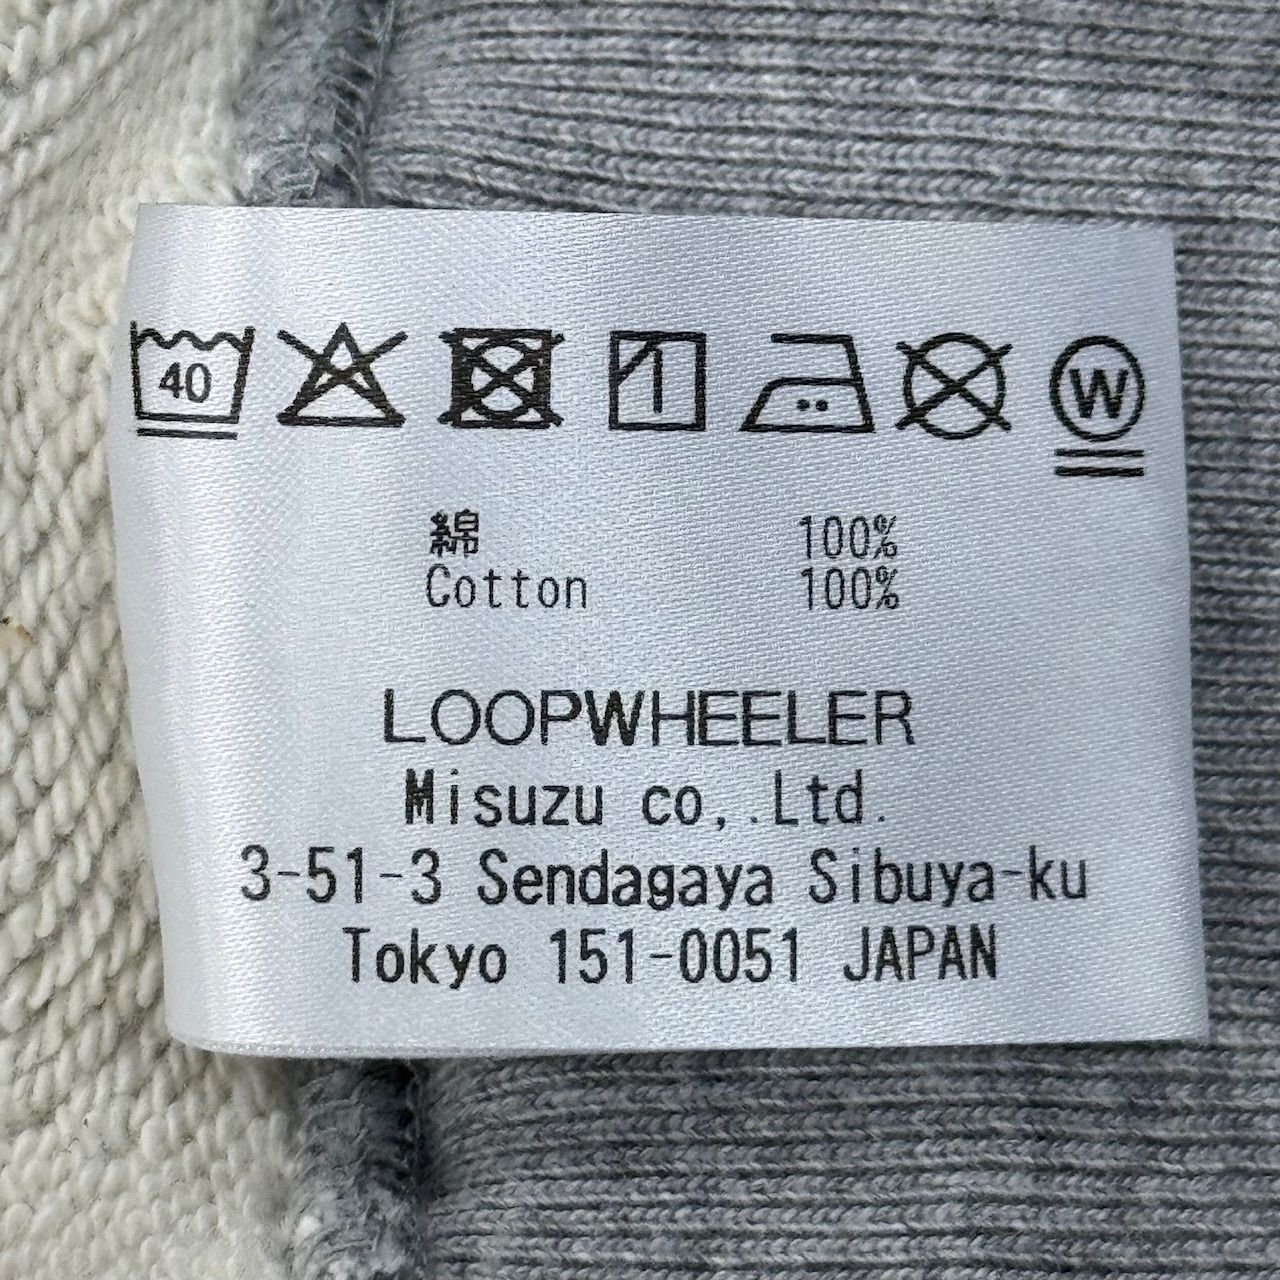 40 W
綿 100%
Cotton 100%
LOOPWHEELER
Misuzu co,.Ltd.
3-51-3 Sendagaya Sibuya-ku
Tokyo 151-0051 JAPAN